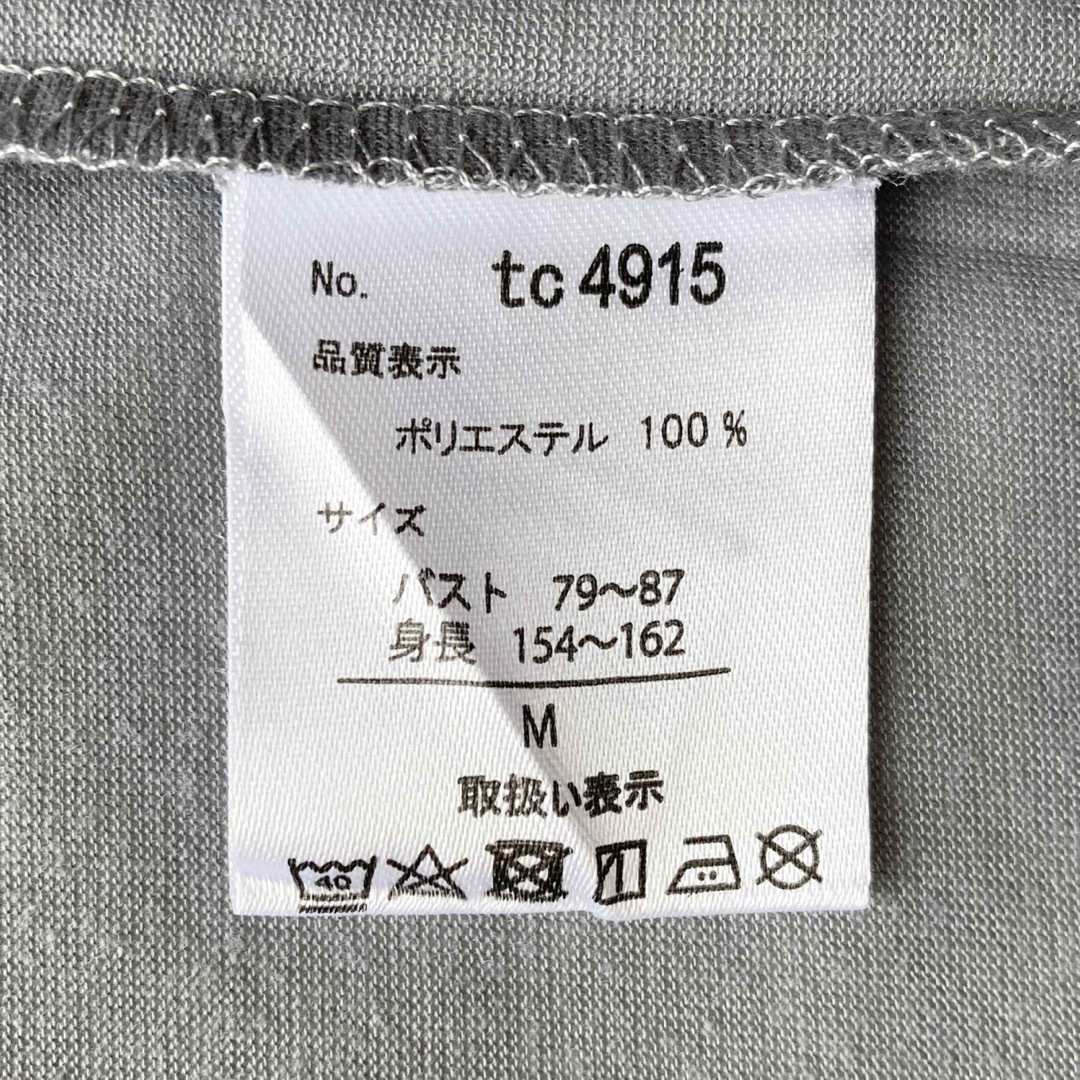 No. tc 4915
品質表示
ポリエステル 100 %
サイズ
バスト 79〜87
身長 154〜162
M
取扱い表示
40